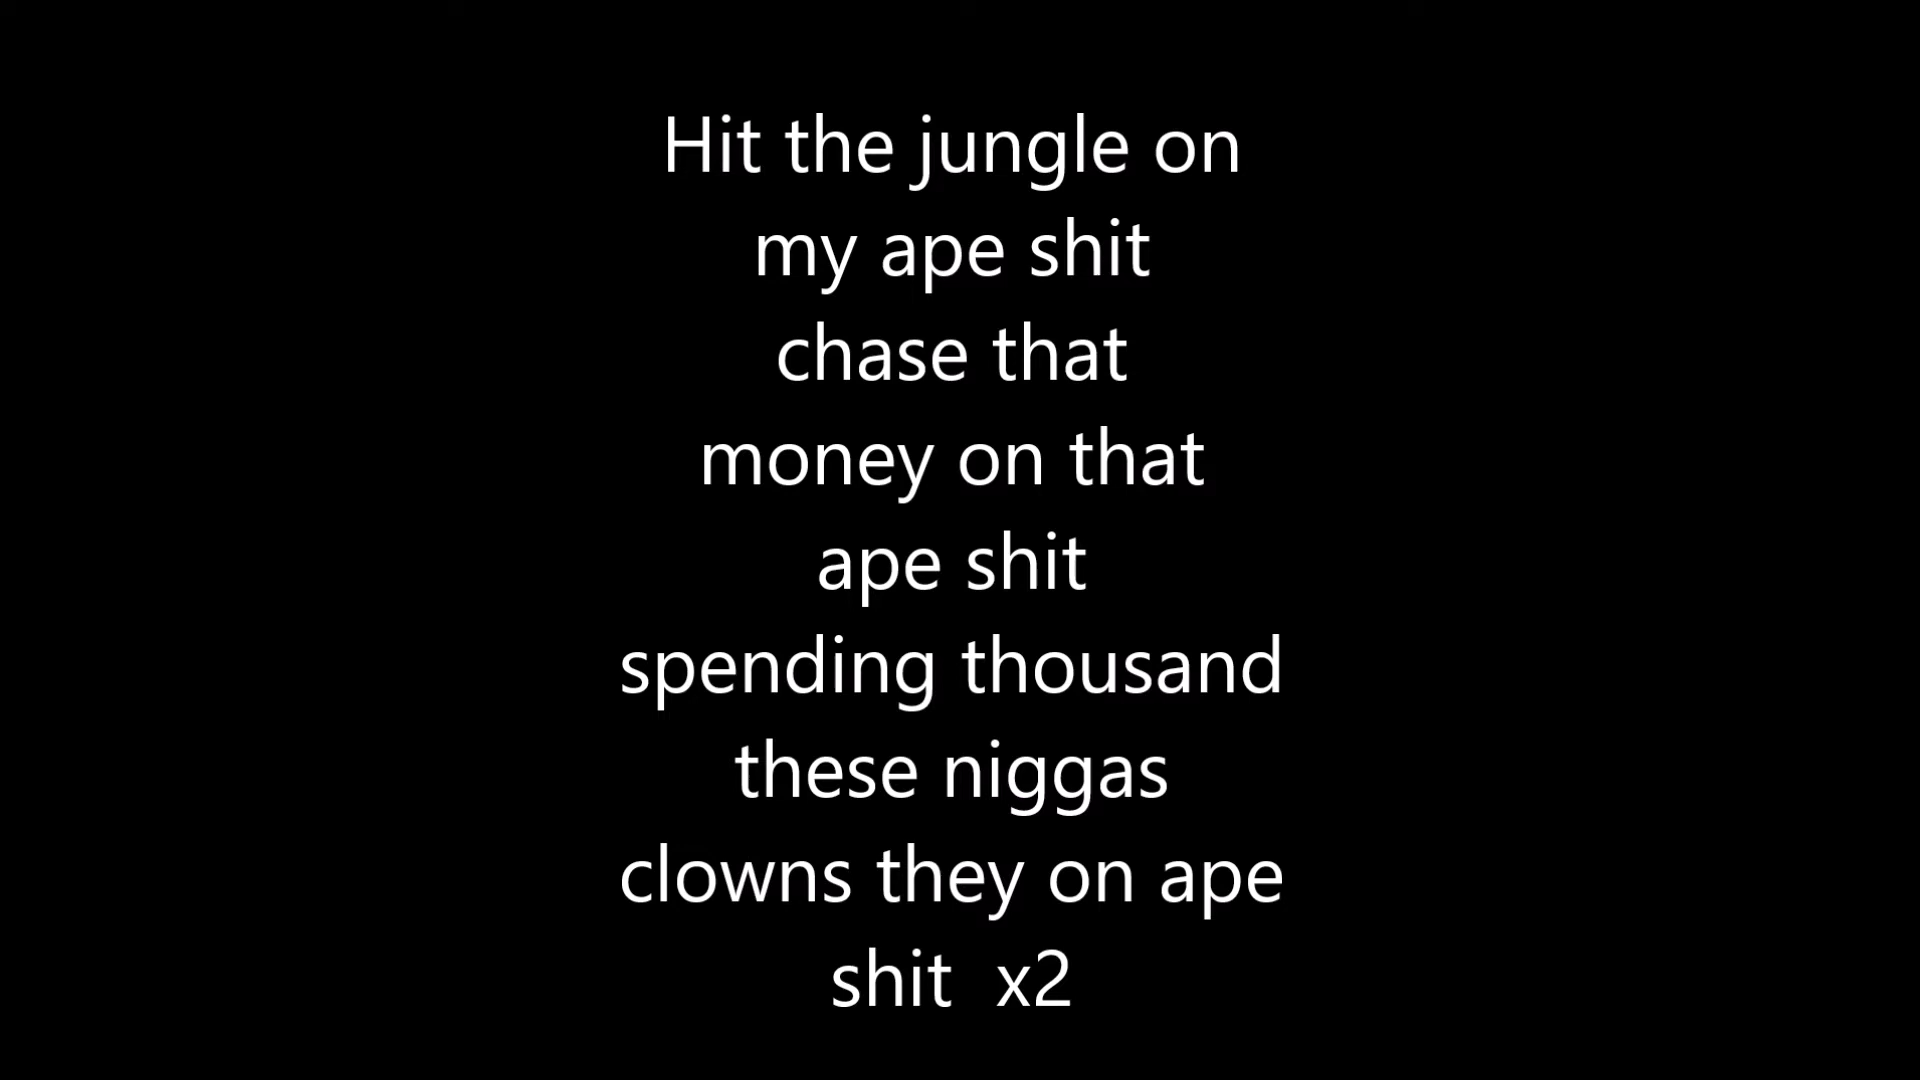 Hit the jungle on
my ape shit
chase that
money on that
ape shit
spending thousand
these niggas
clowns they on ape
shit  x2